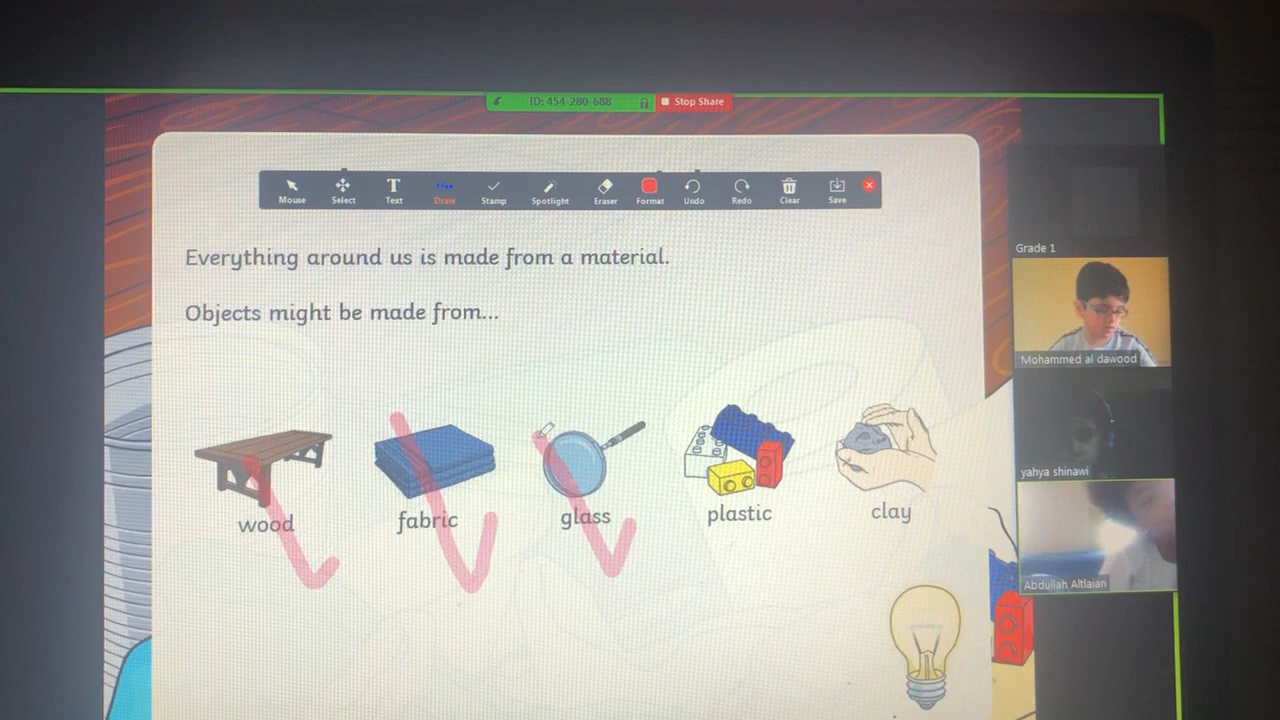 ID: 454-280-688 Stop Share
Mouse Select Text Draw Stamp Spotlight Eraser Format Undo Redo Clear Save
Everything around us is made from a material.
Objects might be made from...
wood fabric glass plastic clay
Grade 1
Mohammed al dawood
yahya shinawi
Abdullah Altlaian